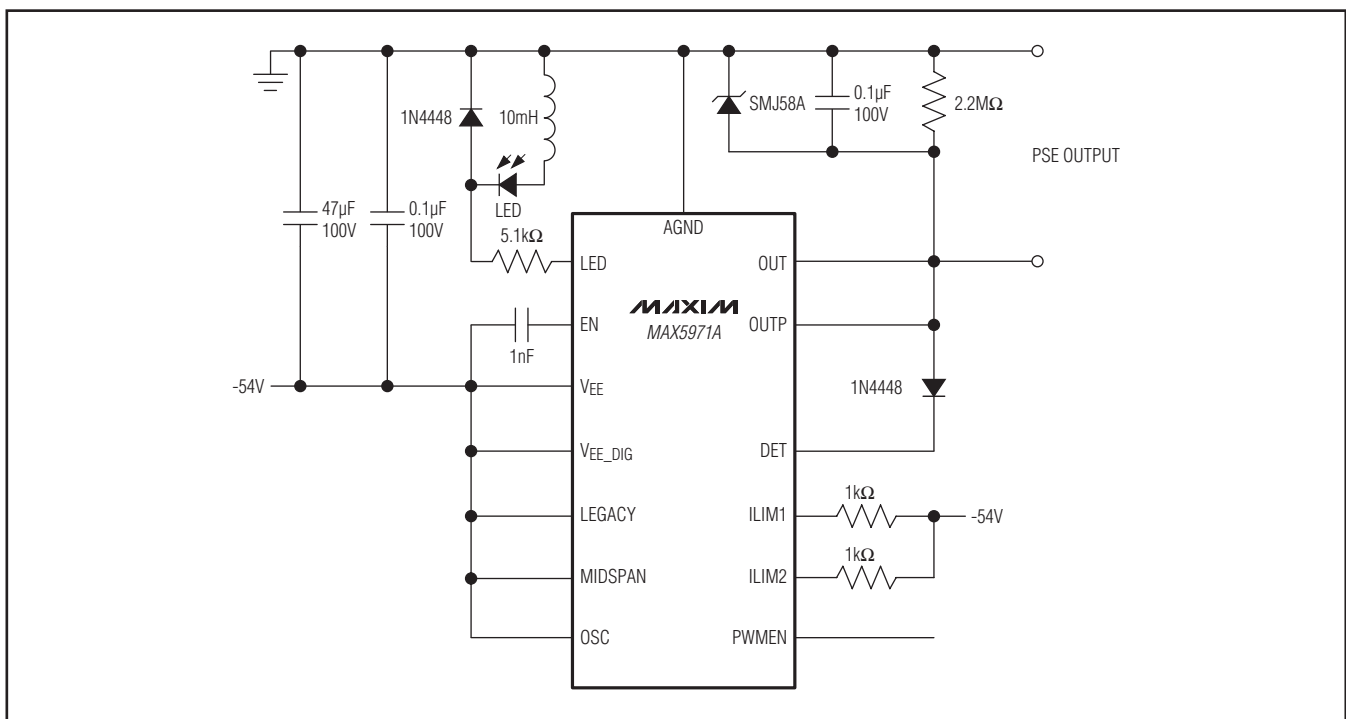 1N4448
10mH
SMJ58A
0.1µF
100V
2.2MΩ
PSE OUTPUT
47µF
100V
0.1µF
100V
LED
5.1kΩ
AGND
LED
OUT
MAXIM
MAX5971A
EN
OUTP
1nF
-54V
VEE
1N4448
VEE_DIG
DET
LEGACY
ILIM1
1kΩ
-54V
MIDSPAN
ILIM2
1kΩ
OSC
PWMEN